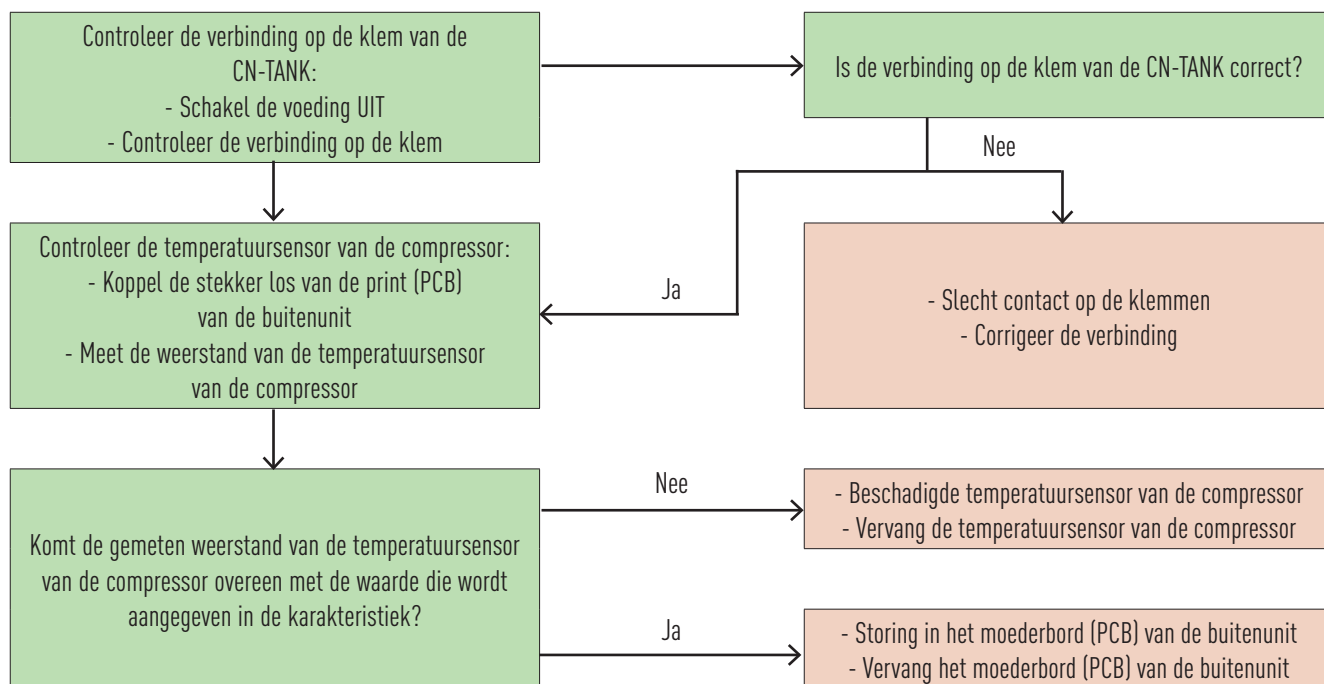 Controleer de verbinding op de klem van de
CN-TANK:
- Schakel de voeding UIT
- Controleer de verbinding op de klem
Is de verbinding op de klem van de CN-TANK correct?
Nee
Ja
Controleer de temperatuursensor van de compressor:
- Koppel de stekker los van de print (PCB)
van de buitenunit
- Meet de weerstand van de temperatuursensor
van de compressor
- Slecht contact op de klemmen
- Corrigeer de verbinding
Komt de gemeten weerstand van de temperatuursensor
van de compressor overeen met de waarde die wordt
aangegeven in de karakteristiek?
Nee
- Beschadigde temperatuursensor van de compressor
- Vervang de temperatuursensor van de compressor
Ja
- Storing in het moederbord (PCB) van de buitenunit
- Vervang het moederbord (PCB) van de buitenunit